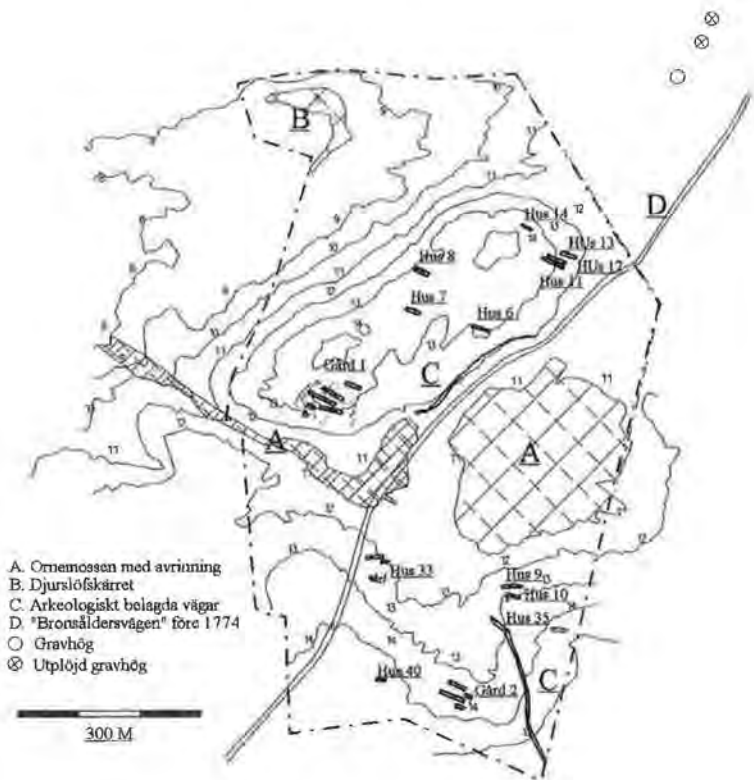 B
D
Hus 14
HUs 13
HUs 12
Hus 11
Hus 8
Hus 7
Hus 6
Gård 1
C
A
A
Hus 33
Hus 9
Hus 10
Hus 35
Hus 40
Gård 2
C
A. Ornemossen med avrinning
B. Djurslöfskärret
C. Arkeologiskt belagda vägar
D. "Bronsåldersvägen" före 1774
Gravhög
Utplöjd gravhög
300 M